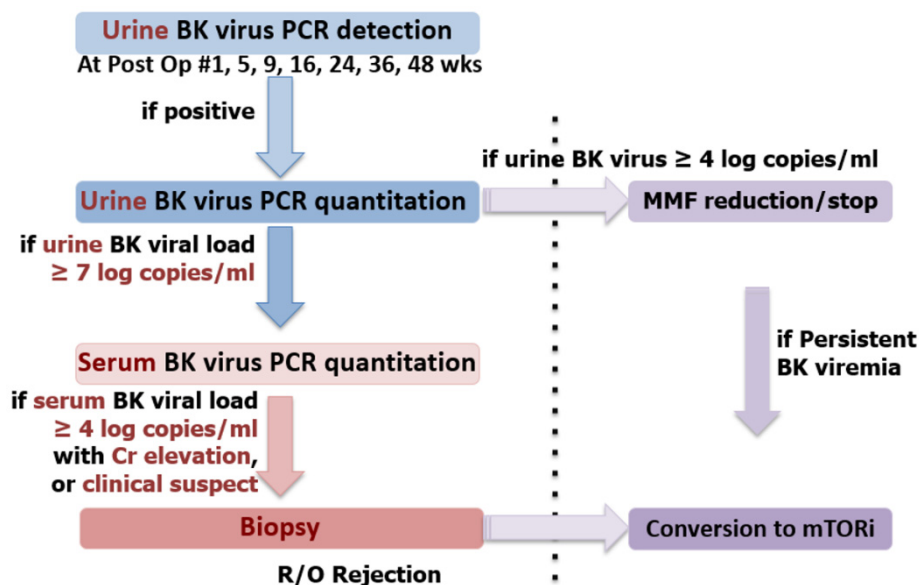 Urine BK virus PCR detection
At Post Op #1, 5, 9, 16, 24, 36, 48 wks
if positive
if urine BK virus ≥ 4 log copies/ml
Urine BK virus PCR quantitation
MMF reduction/stop
if urine BK viral load
≥ 7 log copies/ml
if Persistent
BK viremia
Serum BK virus PCR quantitation
if serum BK viral load
≥ 4 log copies/ml
with Cr elevation,
or clinical suspect
Biopsy
Conversion to mTORi
R/O Rejection